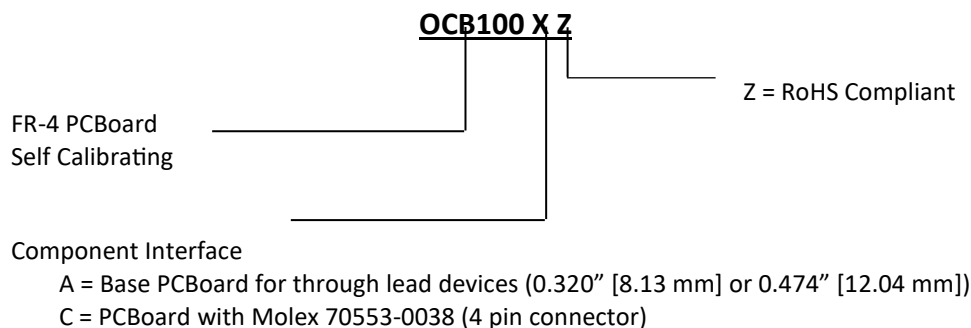 OCB100 X Z
Z = RoHS Compliant
FR-4 PCBoard
Self Calibrating
Component Interface
A = Base PCBoard for through lead devices (0.320” [8.13 mm] or 0.474” [12.04 mm])
C = PCBoard with Molex 70553-0038 (4 pin connector)